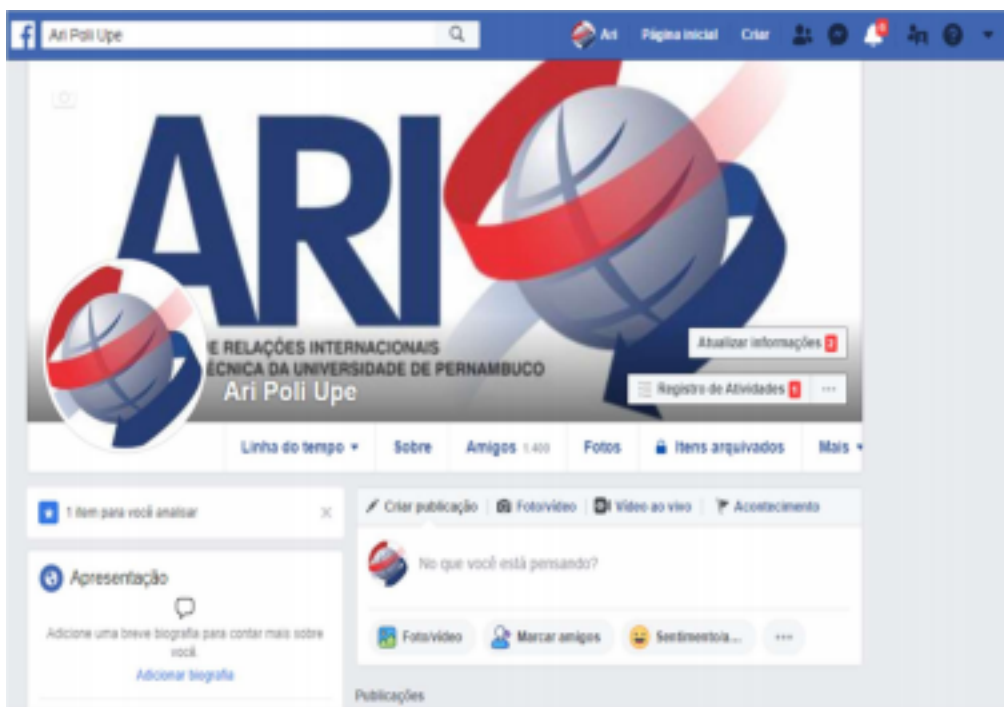 Ari Poli Upe
Ari Página inicial Criar
ARI
E RELAÇÕES INTERNACIONAIS
ÉCNICA DA UNIVERSIDADE DE PERNAMBUCO
Ari Poli Upe
Atualizar informações
Registro de Atividades
Linha do tempo Sobre Amigos 1.400 Fotos Itens arquivados Mais
1 item para você analisar
Criar publicação Foto/vídeo Vídeo ao vivo Acontecimento
No que você está pensando?
Apresentação
Adicione uma breve biografia para contar mais sobre
você.
Adicionar biografia
Foto/vídeo Marcar amigos Sentimento/a... ...
Publicações